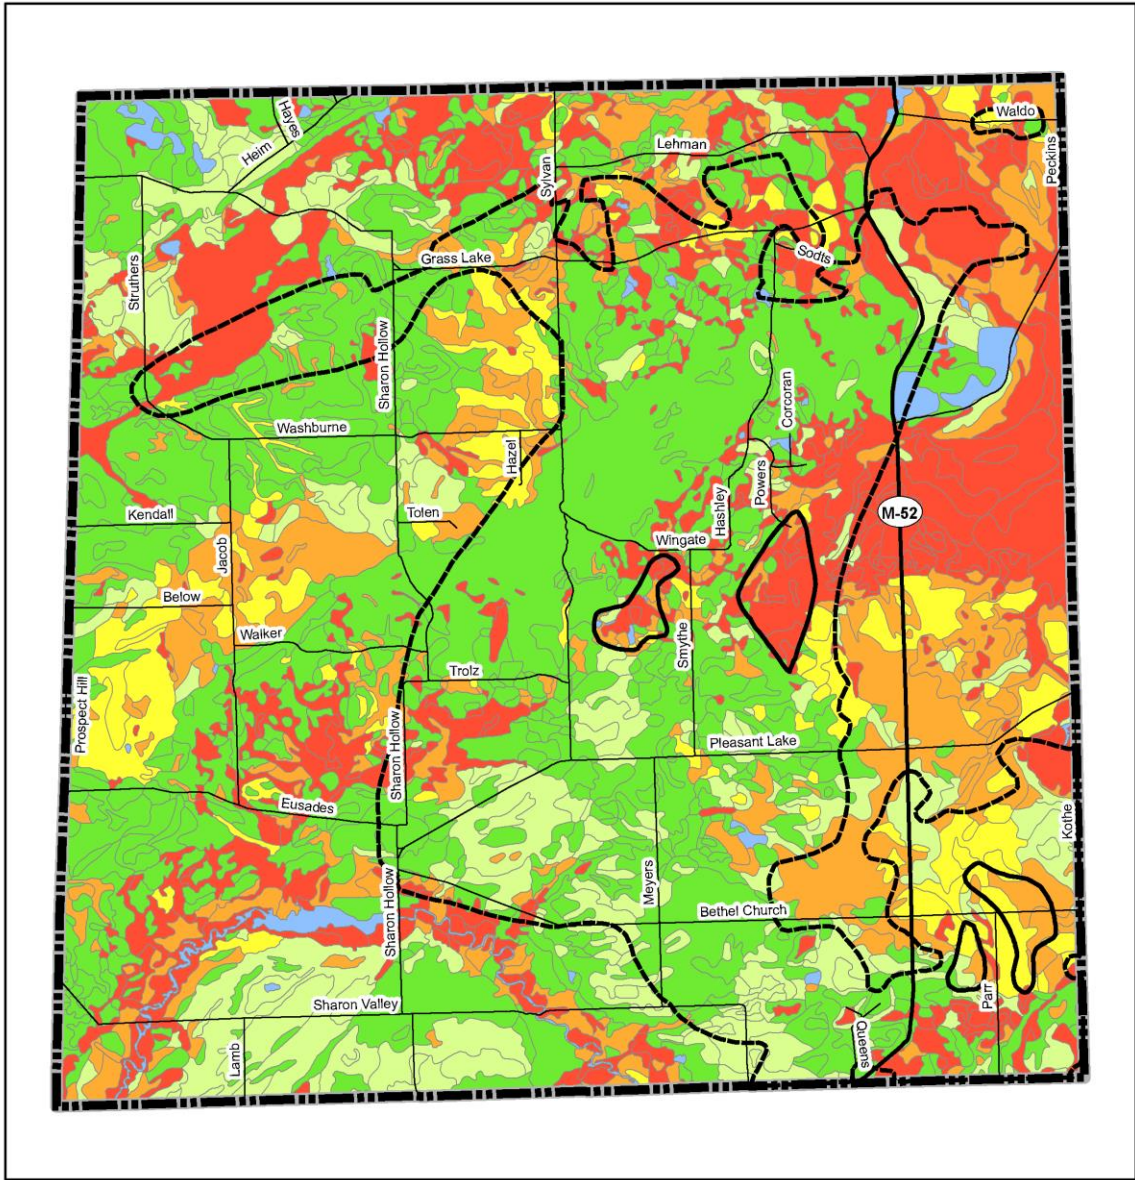 Waldo
Hayes
Heim
Lehman
Peckins
Sylvan
Struthers
Grass Lake
Sodts
Sharon Hollow
Corcoran
Washburne
Hazel
Powers
Hashley
Kendall
Tofen
M-52
Jacob
Wingate
Below
Walker
Smythe
Trolz
Prospect Hill
Sharon Hollow
Pleasant Lake
Eusades
Kothe
Meyers
Sharon Hollow
Bethel Church
Parr
Sharon Valley
Queens
Lamb